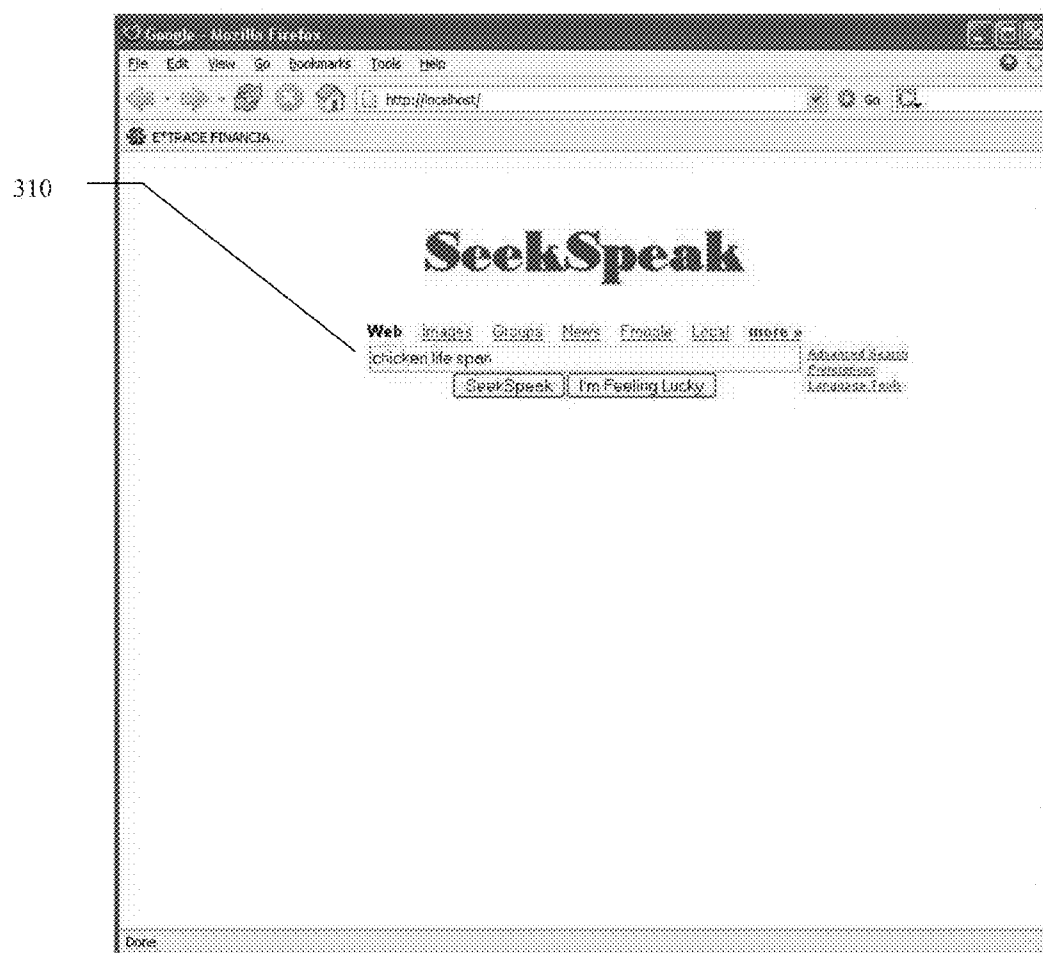 Google - Mozilla Firefox
File Edit View Go Bookmarks Tools Help
http://localhost/ Go
E*TRADE FINANCIA...
310
SeekSpeak
Web Images Groups News Froogle Local more »
chicken life span
Advanced Search
Preferences
Language Tools
SeekSpeak I'm Feeling Lucky
Done